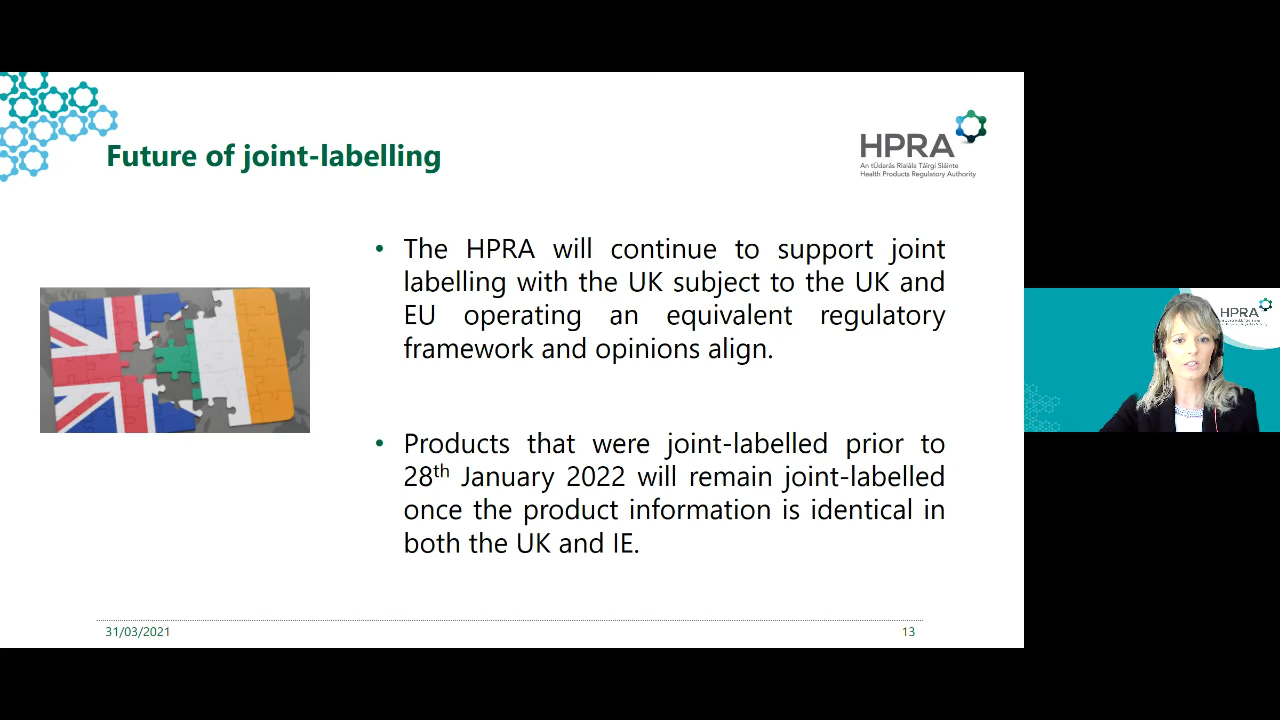 Future of joint-labelling
HPRA
An tÚdarás Rialála Táirgí Sláinte
Health Products Regulatory Authority
• The HPRA will continue to support joint
labelling with the UK subject to the UK and
EU operating an equivalent regulatory
framework and opinions align.
• Products that were joint-labelled prior to
28th January 2022 will remain joint-labelled
once the product information is identical in
both the UK and IE.
31/03/2021
13
HPRA